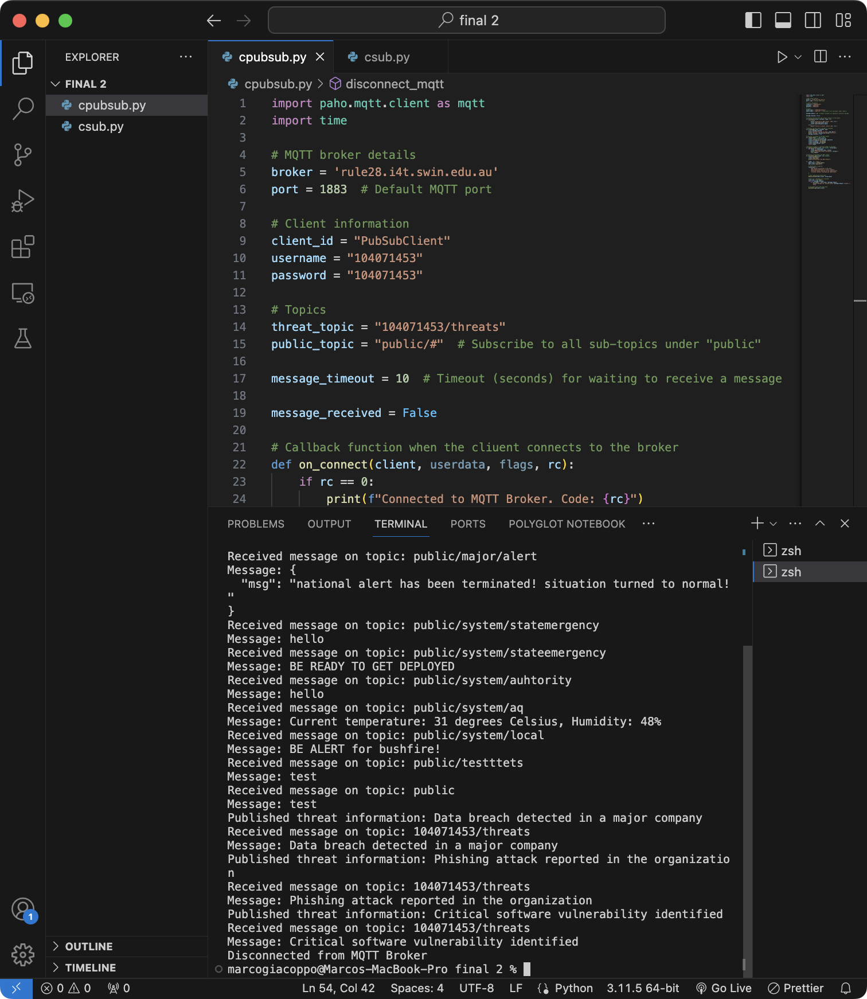 final 2
EXPLORER
FINAL 2
cpubsub.py
csub.py
OUTLINE
TIMELINE
1
cpubsub.py
csub.py
cpubsub.py > disconnect_mqtt
1 import paho.mqtt.client as mqtt
2 import time
3
4 # MQTT broker details
5 broker = 'rule28.i4t.swin.edu.au'
6 port = 1883 # Default MQTT port
7
8 # Client information
9 client_id = "PubSubClient"
10 username = "104071453"
11 password = "104071453"
12
13 # Topics
14 threat_topic = "104071453/threats"
15 public_topic = "public/#" # Subscribe to all sub-topics under "public"
16
17 message_timeout = 10 # Timeout (seconds) for waiting to receive a message
18
19 message_received = False
20
21 # Callback function when the cliuent connects to the broker
22 def on_connect(client, userdata, flags, rc):
23 if rc == 0:
24 print(f"Connected to MQTT Broker. Code: {rc}")
PROBLEMS OUTPUT TERMINAL PORTS POLYGLOT NOTEBOOK
zsh
zsh
Received message on topic: public/major/alert
Message: {
"msg": "national alert has been terminated! situation turned to normal!
"
}
Received message on topic: public/system/statemergency
Message: hello
Received message on topic: public/system/stateemergency
Message: BE READY TO GET DEPLOYED
Received message on topic: public/system/auhtority
Message: hello
Received message on topic: public/system/aq
Message: Current temperature: 31 degrees Celsius, Humidity: 48%
Received message on topic: public/system/local
Message: BE ALERT for bushfire!
Received message on topic: public/testttets
Message: test
Received message on topic: public
Message: test
Published threat information: Data breach detected in a major company
Received message on topic: 104071453/threats
Message: Data breach detected in a major company
Published threat information: Phishing attack reported in the organizatio
n
Received message on topic: 104071453/threats
Message: Phishing attack reported in the organization
Published threat information: Critical software vulnerability identified
Received message on topic: 104071453/threats
Message: Critical software vulnerability identified
Disconnected from MQTT Broker
marcogiacoppo@Marcos-MacBook-Pro final 2 %
0 0 0 Ln 54, Col 42 Spaces: 4 UTF-8 LF Python 3.11.5 64-bit Go Live Prettier